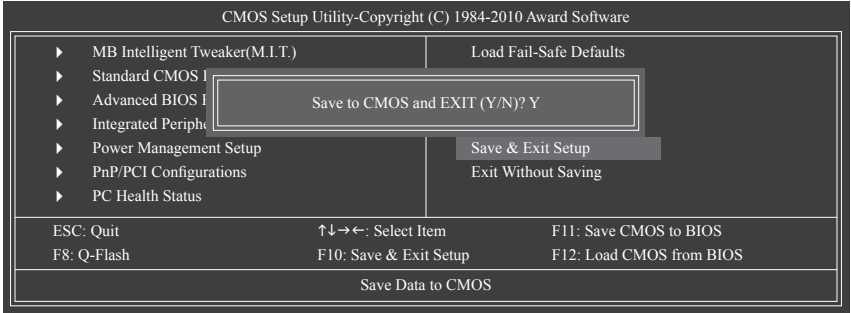 CMOS Setup Utility-Copyright (C) 1984-2010 Award Software
MB Intelligent Tweaker(M.I.T.)
Standard CMOS
Advanced BIOS
Integrated
Power Management Setup
PnP/PCI Configurations
PC Health Status
Load Fail-Safe Defaults
Save to CMOS and EXIT (Y/N)? Y
Save & Exit Setup
Exit Without Saving
ESC: Quit ↑↓→←: Select Item F11: Save CMOS to BIOS
F8: Q-Flash F10: Save & Exit Setup F12: Load CMOS from BIOS
Save Data to CMOS